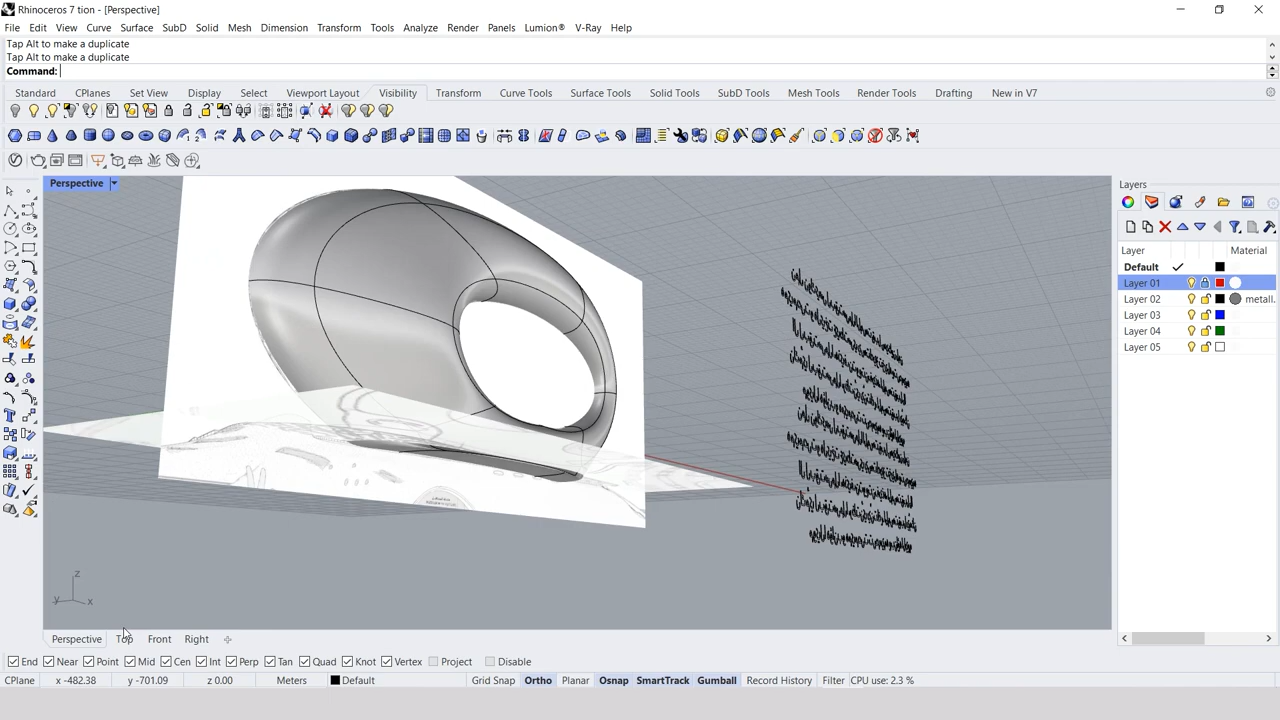 Rhinoceros 7 tion - [Perspective]
File Edit View Curve Surface SubD Solid Mesh Dimension Transform Tools Analyze Render Panels Lumion® V-Ray Help
Tap Alt to make a duplicate
Tap Alt to make a duplicate
Command:
Standard CPlanes Set View Display Select Viewport Layout Visibility Transform Curve Tools Surface Tools Solid Tools SubD Tools Mesh Tools Render Tools Drafting New in V7
Perspective
Layers
Layer Material
Default
Layer 01
Layer 02 metall.
Layer 03
Layer 04
Layer 05
z
y x
Perspective Top Front Right
End Near Point Mid Cen Int Perp Tan Quad Knot Vertex Project Disable
CPlane x -482.38 y -701.09 z 0.00 Meters Default Grid Snap Ortho Planar Osnap SmartTrack Gumball Record History Filter CPU use: 2.3 %